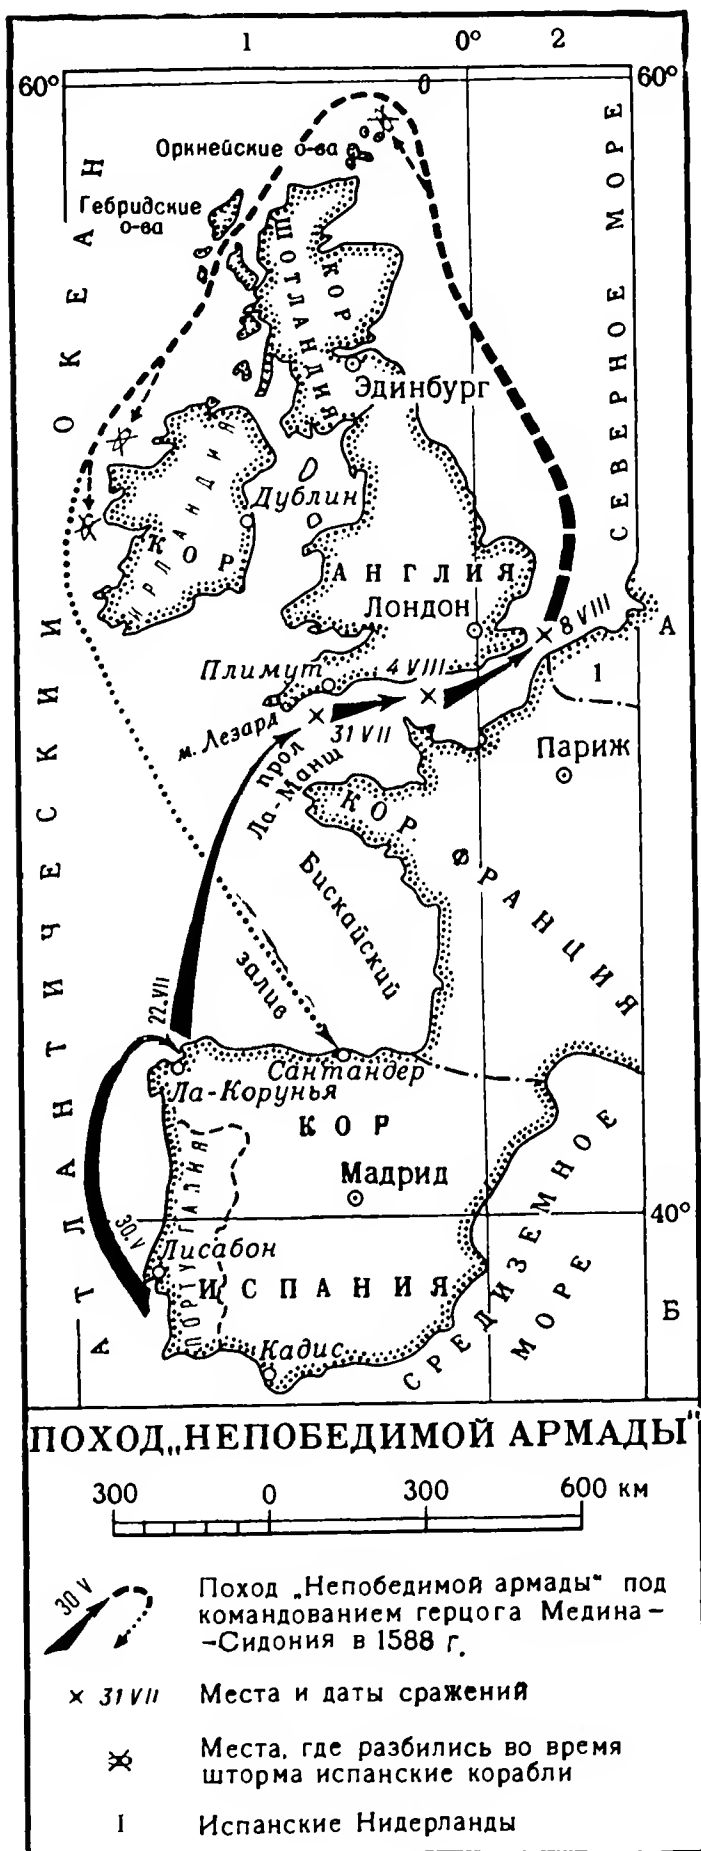 1 0° 2
60° 0 60°
Оркнейские о-ва
Гебридские
о-ва
СЕВЕРНОЕ МОРЕ
АТЛАНТИЧЕСКИЙ ОКЕАН
КОР
ШОТЛАНДИЯ
Эдинбург
КОР
ИРЛАНДИЯ
Дублин
АНГЛИЯ
Лондон
8 VIII
А
Плимут
4 VIII
I
м. Лезард
31 VII
Париж
прол
Ла-Манш
КОР. ФРАНЦИЯ
Бискайский
залив
22.VII
Сантандер
Ла-Корунья
КОР
ИСПАНИЯ
Мадрид
40°
30.V
Лисабон
ПОРТУГАЛИЯ
СРЕДИЗЕМНОЕ
МОРЕ
Б
Кадис
ПОХОД „НЕПОБЕДИМОЙ АРМАДЫ"
300 0 300 600 км
30 V
Поход „Непобедимой армады" под
командованием герцога Медина-
-Сидония в 1588 г.
31 VII Места и даты сражений
Места, где разбились во время
шторма испанские корабли
I Испанские Нидерланды